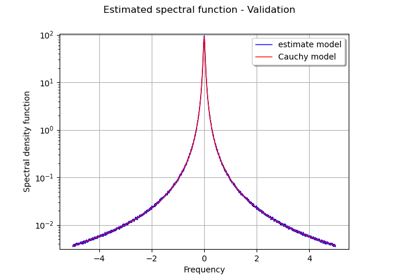 Estimated spectral function - Validation
estimate model
Cauchy model
Spectral density function
10²
10¹
10⁰
10⁻¹
10⁻²
−4 −2 0 2 4
Frequency